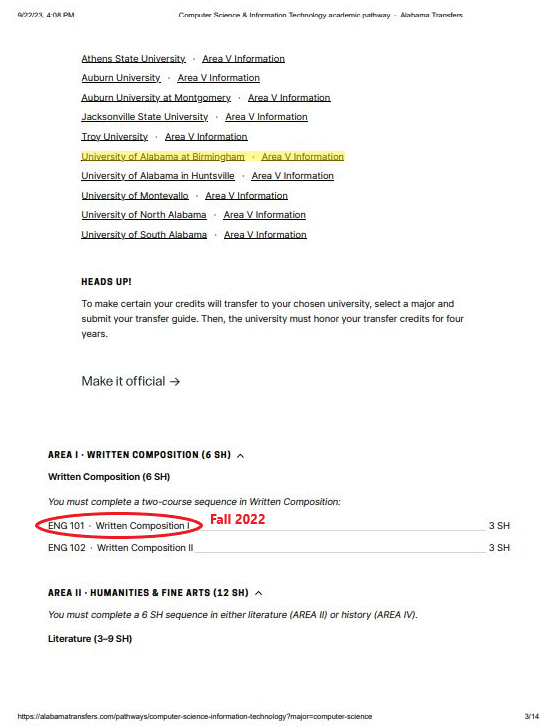 9/22/23, 4:08 PM Computer Science & Information Technology academic pathway · Alabama Transfers
Athens State University · Area V Information
Auburn University · Area V Information
Auburn University at Montgomery · Area V Information
Jacksonville State University · Area V Information
Troy University · Area V Information
University of Alabama at Birmingham · Area V Information
University of Alabama in Huntsville · Area V Information
University of Montevallo · Area V Information
University of North Alabama · Area V Information
University of South Alabama · Area V Information
HEADS UP!
To make certain your credits will transfer to your chosen university, select a major and
submit your transfer guide. Then, the university must honor your transfer credits for four
years.
Make it official →
AREA I · WRITTEN COMPOSITION (6 SH)
Written Composition (6 SH)
You must complete a two-course sequence in Written Composition:
ENG 101 · Written Composition I Fall 2022 3 SH
ENG 102 · Written Composition II 3 SH
AREA II · HUMANITIES & FINE ARTS (12 SH)
You must complete a 6 SH sequence in either literature (AREA II) or history (AREA IV).
Literature (3–9 SH)
https://alabamatransfers.com/pathways/computer-science-information-technology?major=computer-science 3/14